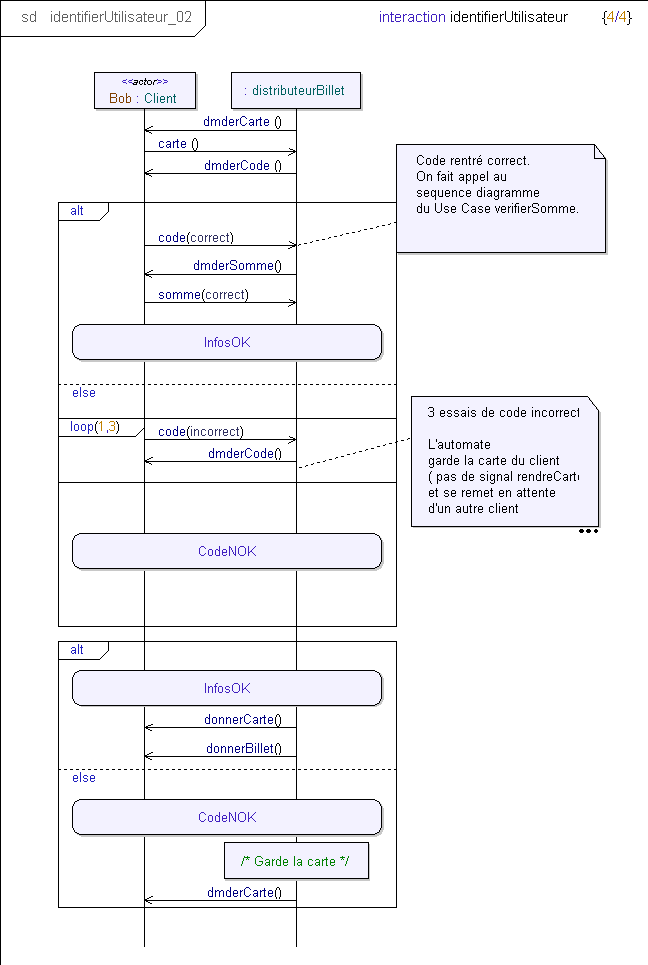 sd identifierUtilisateur_02
interaction identifierUtilisateur {4/4}
<<actor>>
Bob : Client
: distributeurBillet
dmderCarte ()
carte ()
dmderCode ()
Code rentré correct.
On fait appel au
sequence diagramme
du Use Case verifierSomme.
alt
code(correct)
dmderSomme()
somme(correct)
InfosOK
else
loop(1,3)
code(incorrect)
dmderCode()
3 essais de code incorrect
L'automate
garde la carte du client
( pas de signal rendreCarte
et se remet en attente
d'un autre client
CodeNOK
alt
InfosOK
donnerCarte()
donnerBillet()
else
CodeNOK
/* Garde la carte */
dmderCarte()